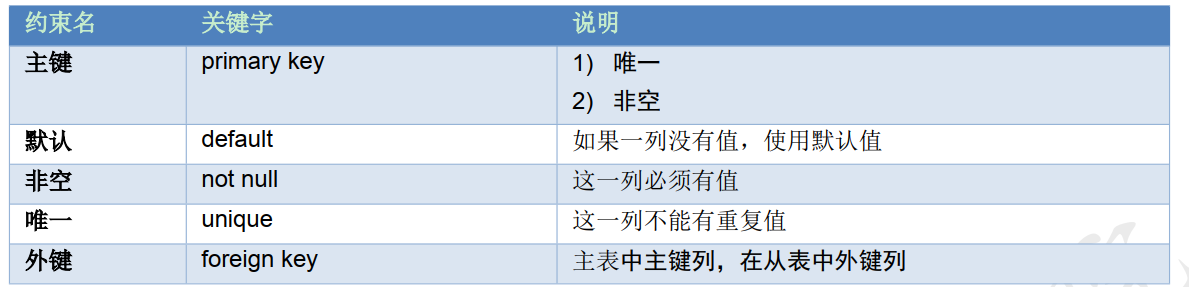 约束名 关键字 说明
主键 primary key 1) 唯一
2) 非空
默认 default 如果一列没有值，使用默认值
非空 not null 这一列必须有值
唯一 unique 这一列不能有重复值
外键 foreign key 主表中主键列，在从表中外键列